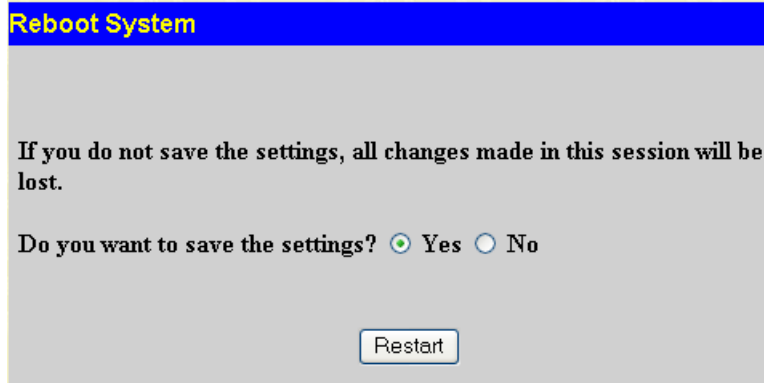 Reboot System
If you do not save the settings, all changes made in this session will be
lost.
Do you want to save the settings? Yes No
Restart